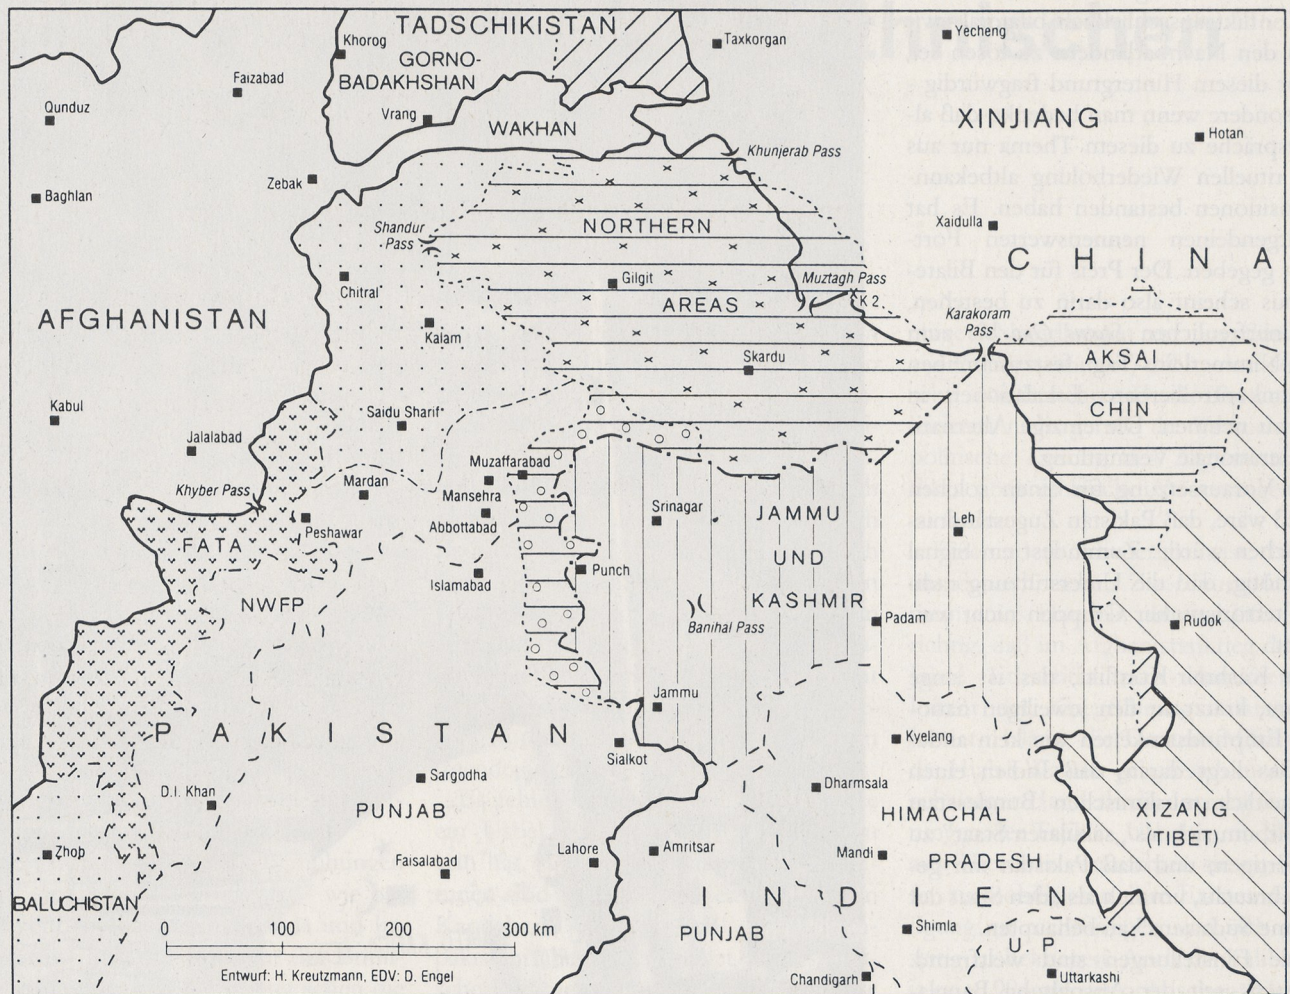 TADSCHIKISTAN
Khorog
GORNO-
BADAKHSHAN
Taxkorgan
Yecheng
Faizabad
Qunduz
Vrang
WAKHAN
XINJIANG
Hotan
Khunjerab Pass
Zebak
Baghlan
Shandur
Pass
NORTHERN
Xaidulla
CHINA
Chitral
Gilgit
Muztagh Pass
K 2
AREAS
AFGHANISTAN
Kalam
Karakoram
Pass
Skardu
AKSAI
CHIN
Kabul
Saidu Sharif
Jalalabad
Muzaffarabad
Khyber Pass
Mardan
Mansehra
Srinagar
JAMMU
UND
KASHMIR
Leh
Abbottabad
Peshawar
FATA
Islamabad
Punch
NWFP
Banihal Pass
Padam
Rudok
Jammu
PAKISTAN
Sialkot
Kyelang
Sargodha
D.I. Khan
PUNJAB
Dharmsala
HIMACHAL
PRADESH
XIZANG
(TIBET)
Zhob
Faisalabad
Lahore
Amritsar
Mandi
BALUCHISTAN
INDIEN
PUNJAB
Shimla
U. P.
Uttarkashi
Chandigarh
0 100 200 300 km
Entwurf: H. Kreutzmann, EDV: D. Engel